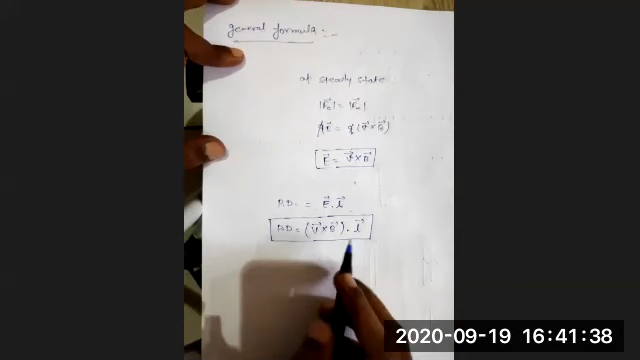 general formula:-
at steady state
|F⃗e| = |F⃗m|
qE⃗ = q(V⃗×B⃗)
E⃗ = V⃗×B⃗
P.D. = E⃗.l⃗
P.D = (V⃗×B⃗).l⃗
2020-09-19 16:41:38